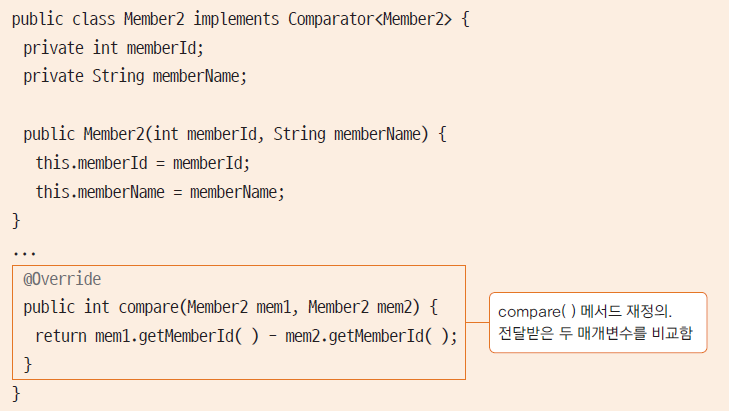 public class Member2 implements Comparator<Member2> {
private int memberId;
private String memberName;
public Member2(int memberId, String memberName) {
this.memberId = memberId;
this.memberName = memberName;
}
...
@Override
public int compare(Member2 mem1, Member2 mem2) {
return mem1.getMemberId( ) - mem2.getMemberId( );
}
}
compare( ) 메서드 재정의.
전달받은 두 매개변수를 비교함